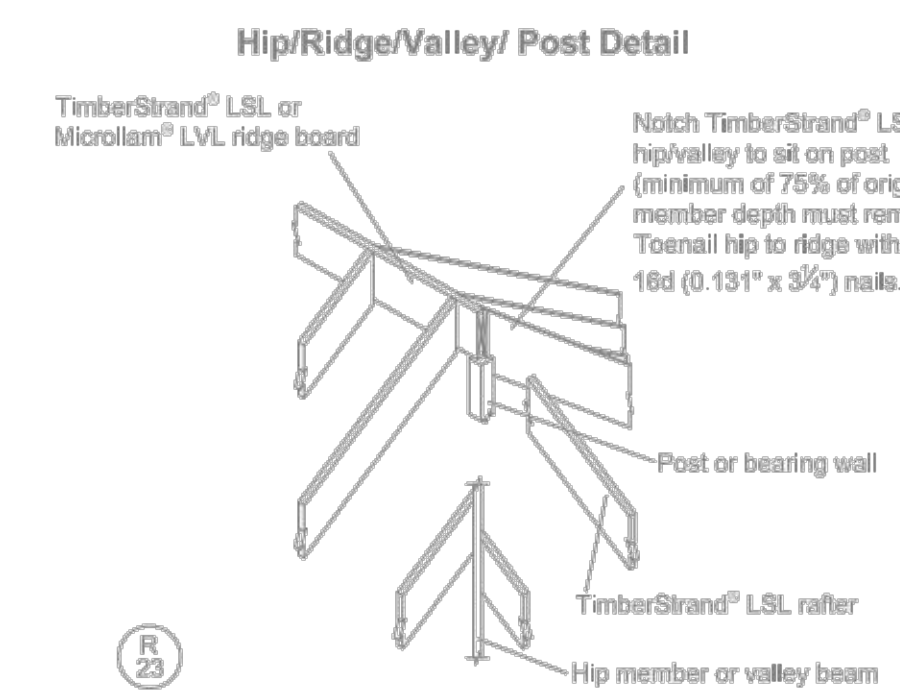 Hip/Ridge/Valley/ Post Detail
TimberStrand® LSL or
Microllam® LVL ridge board
Notch TimberStrand®
hip/valley to sit on post
(minimum of 75% of
member depth must
Toenail hip to ridge with
16d (0.131" x 3¼") nails.
Post or bearing wall
TimberStrand® LSL rafter
Hip member or valley beam
R
23